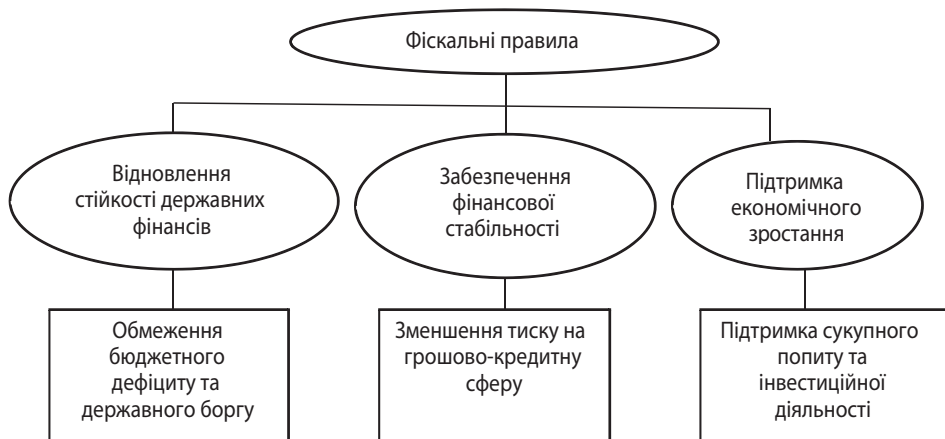 Фіскальні правила
Відновлення
стійкості державних
фінансів
Забезпечення
фінансової
стабільності
Підтримка
економічного
зростання
Обмеження
бюджетного
дефіциту та
державного боргу
Зменшення тиску на
грошово-кредитну
сферу
Підтримка сукупного
попиту та
інвестиційної
діяльності